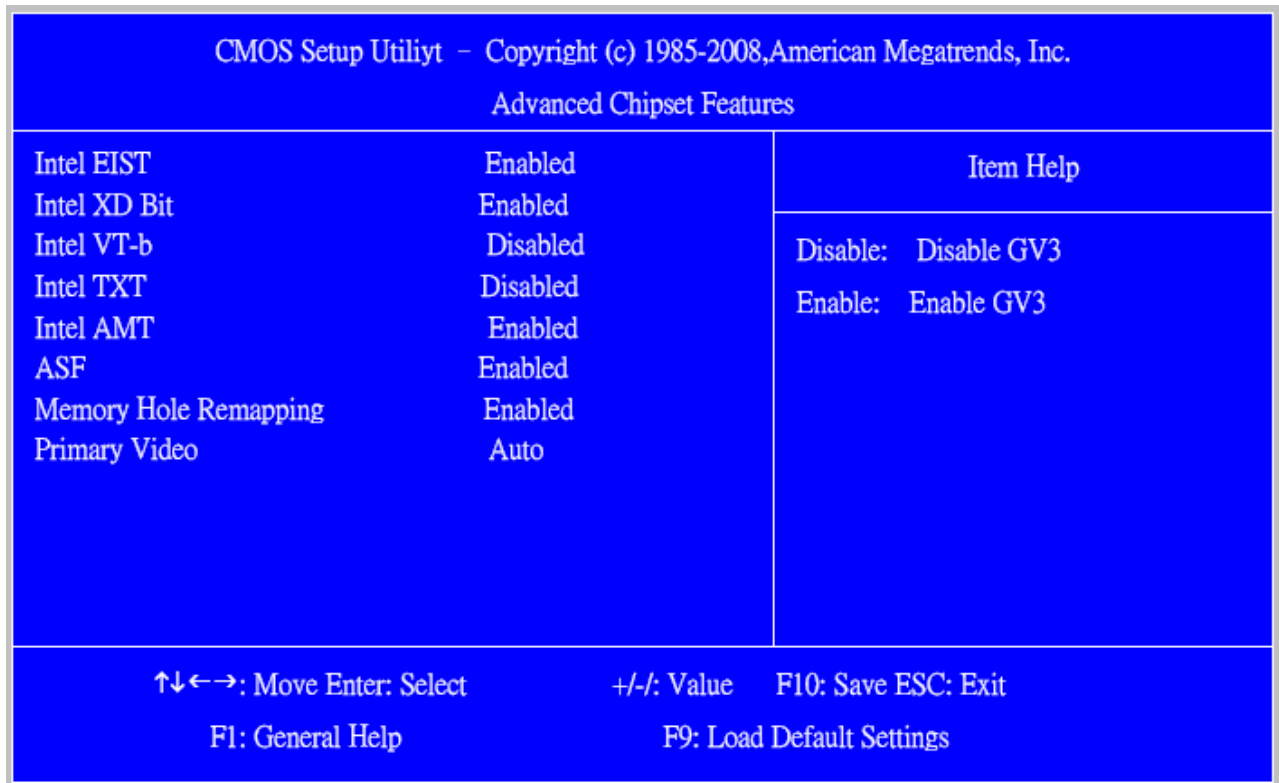 CMOS Setup Utiliyt - Copyright (c) 1985-2008,American Megatrends, Inc.
Advanced Chipset Features
Intel EIST Enabled
Intel XD Bit Enabled
Intel VT-b Disabled
Intel TXT Disabled
Intel AMT Enabled
ASF Enabled
Memory Hole Remapping Enabled
Primary Video Auto
Item Help
Disable: Disable GV3
Enable: Enable GV3
↑↓←→: Move Enter: Select +/-/: Value F10: Save ESC: Exit
F1: General Help F9: Load Default Settings